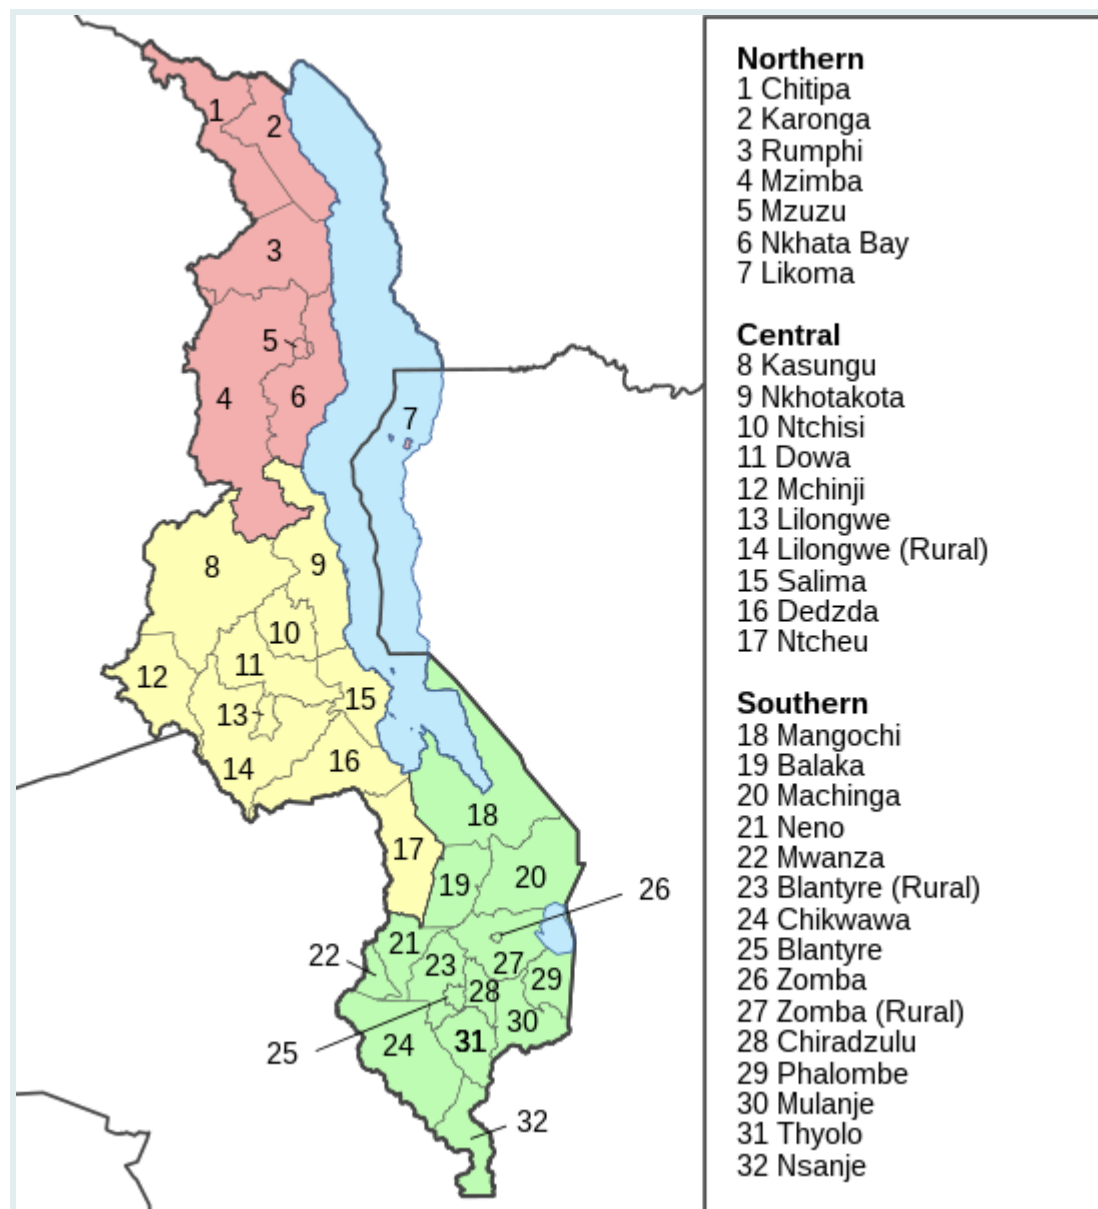 1
2
3
5
4
6
7
8
9
10
11
12
13
15
14
16
17
18
19
20
26
21
22
23
27
29
28
30
25
24
31
32
Northern
1 Chitipa
2 Karonga
3 Rumphi
4 Mzimba
5 Mzuzu
6 Nkhata Bay
7 Likoma
Central
8 Kasungu
9 Nkhotakota
10 Ntchisi
11 Dowa
12 Mchinji
13 Lilongwe
14 Lilongwe (Rural)
15 Salima
16 Dedzda
17 Ntcheu
Southern
18 Mangochi
19 Balaka
20 Machinga
21 Neno
22 Mwanza
23 Blantyre (Rural)
24 Chikwawa
25 Blantyre
26 Zomba
27 Zomba (Rural)
28 Chiradzulu
29 Phalombe
30 Mulanje
31 Thyolo
32 Nsanje